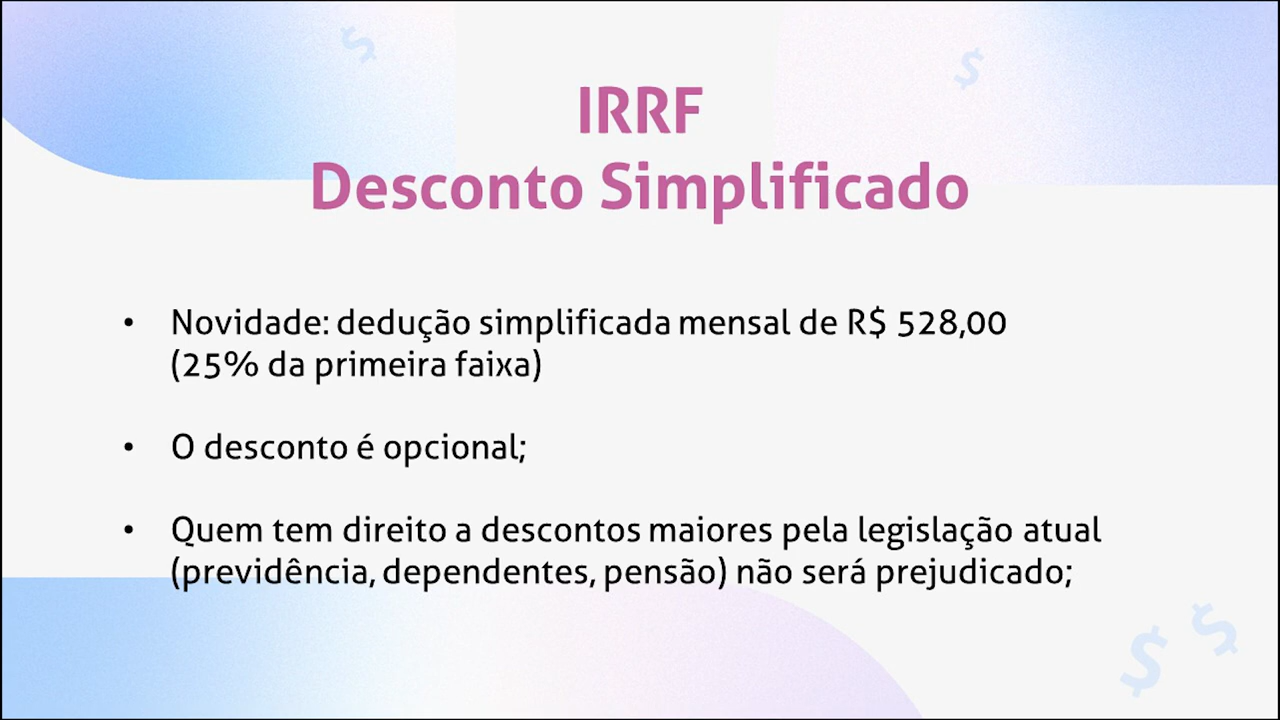 IRRF
Desconto Simplificado
• Novidade: dedução simplificada mensal de R$ 528,00
(25% da primeira faixa)
• O desconto é opcional;
• Quem tem direito a descontos maiores pela legislação atual
(previdência, dependentes, pensão) não será prejudicado;